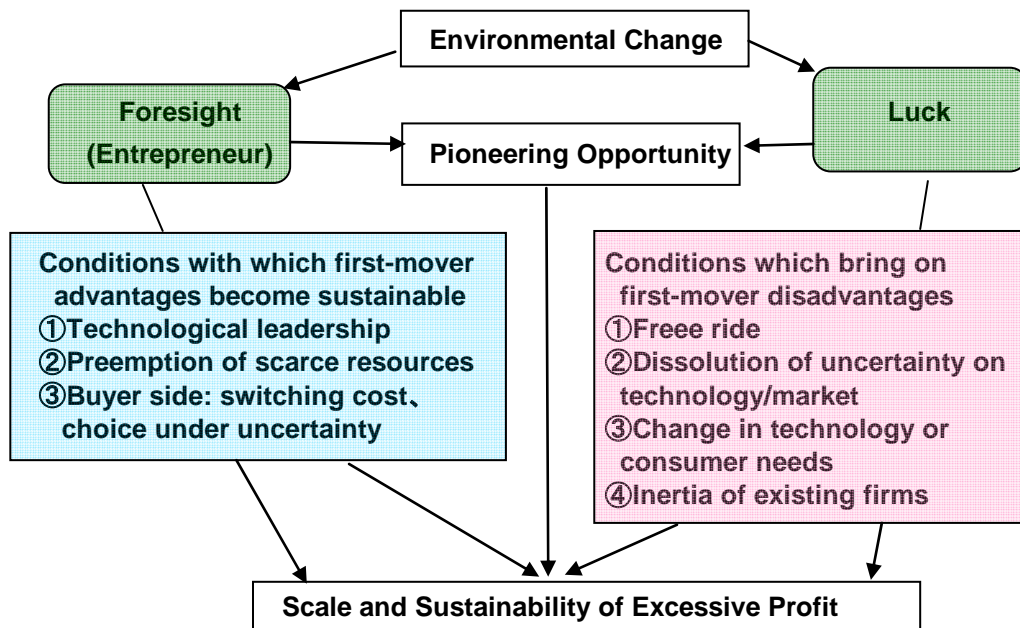 Environmental Change
Foresight
(Entrepreneur)
Luck
Pioneering Opportunity
Conditions with which first-mover
advantages become sustainable
①Technological leadership
②Preemption of scarce resources
③Buyer side: switching cost、
choice under uncertainty
Conditions which bring on
first-mover disadvantages
①Freee ride
②Dissolution of uncertainty on
technology/market
③Change in technology or
consumer needs
④Inertia of existing firms
Scale and Sustainability of Excessive Profit